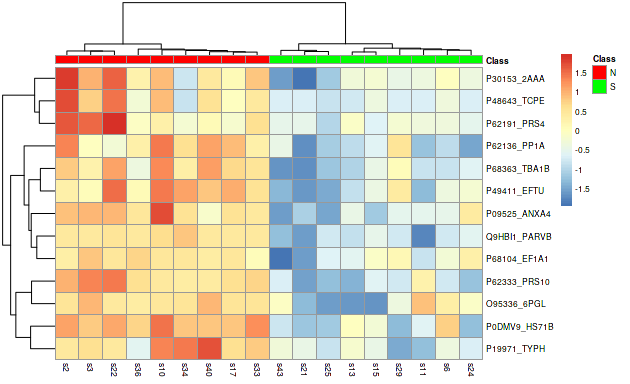 Class
Class
P30153_2AAA
1.5
N
S
P48643_TCPE
1
P62191_PRS4
0.5
P62136_PP1A
0
P68363_TBA1B
-0.5
P49411_EFTU
-1
-1.5
P09525_ANXA4
Q9HBI1_PARVB
P68104_EF1A1
P62333_PRS10
O95336_6PGL
P0DMV9_HS71B
P19971_TYPH
s2 s3 s22 s36 s10 s34 s40 s17 s33 s43 s21 s25 s13 s15 s29 s11 s6 s24